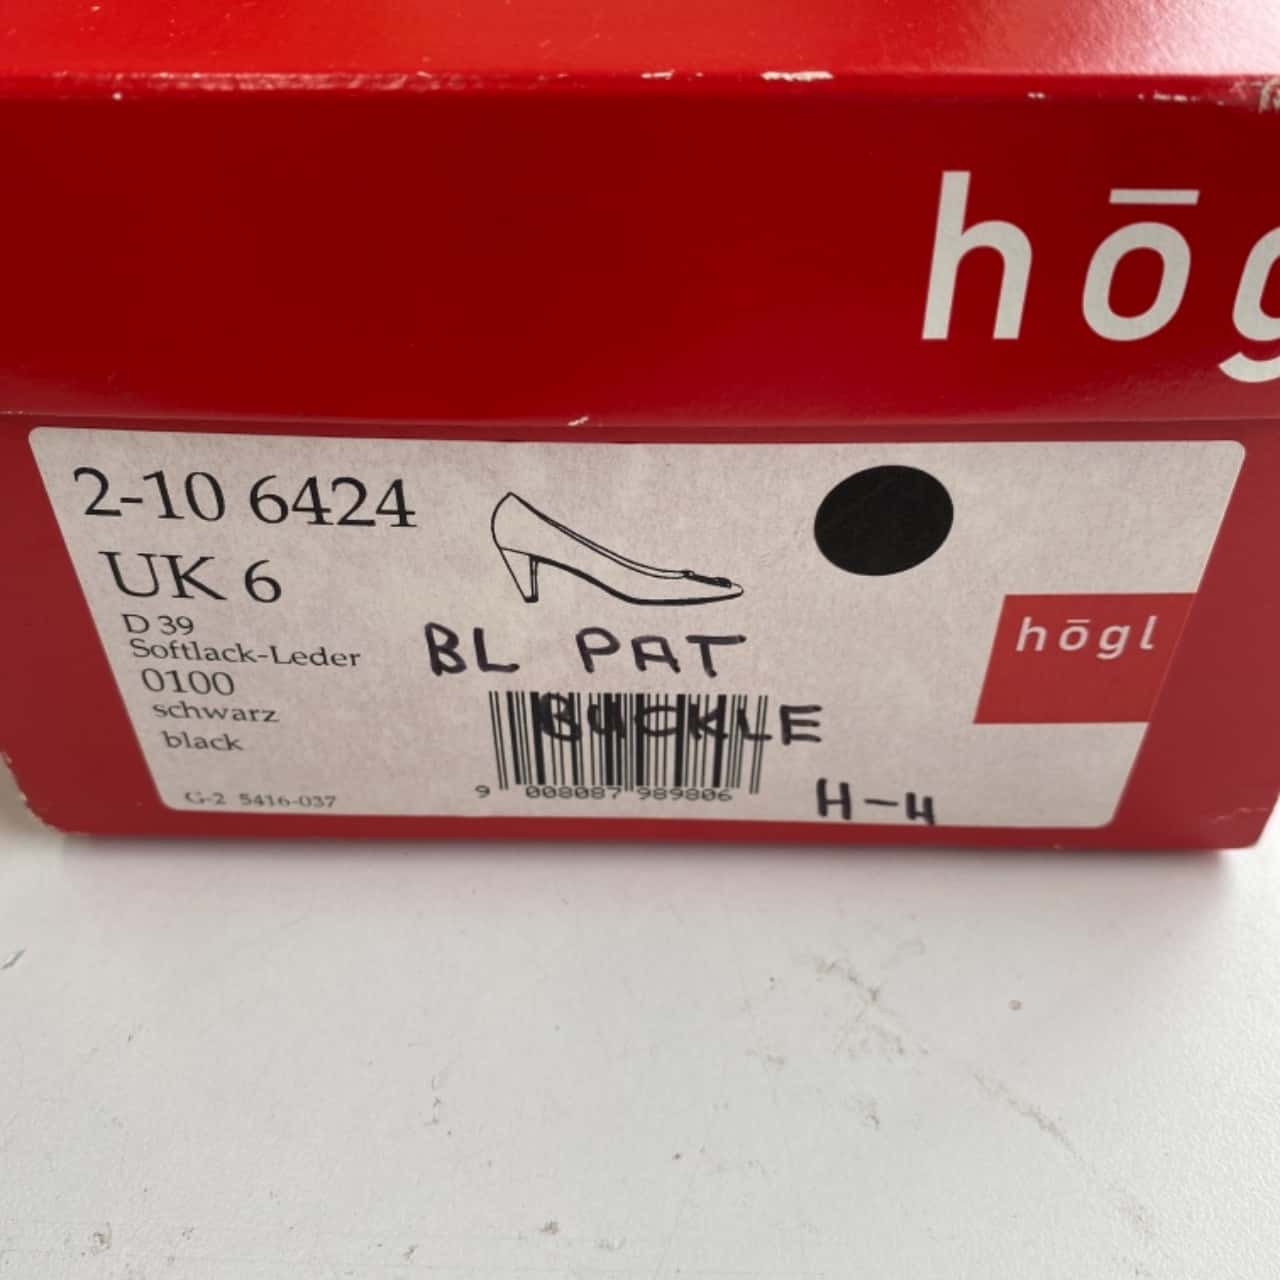 hōg
2-10 6424
UK 6
D 39
Softlack-Leder
0100
schwarz
black
G-2 5416-037
BL PAT
BUCKLE
9 008087 989806
H-H
hōgl